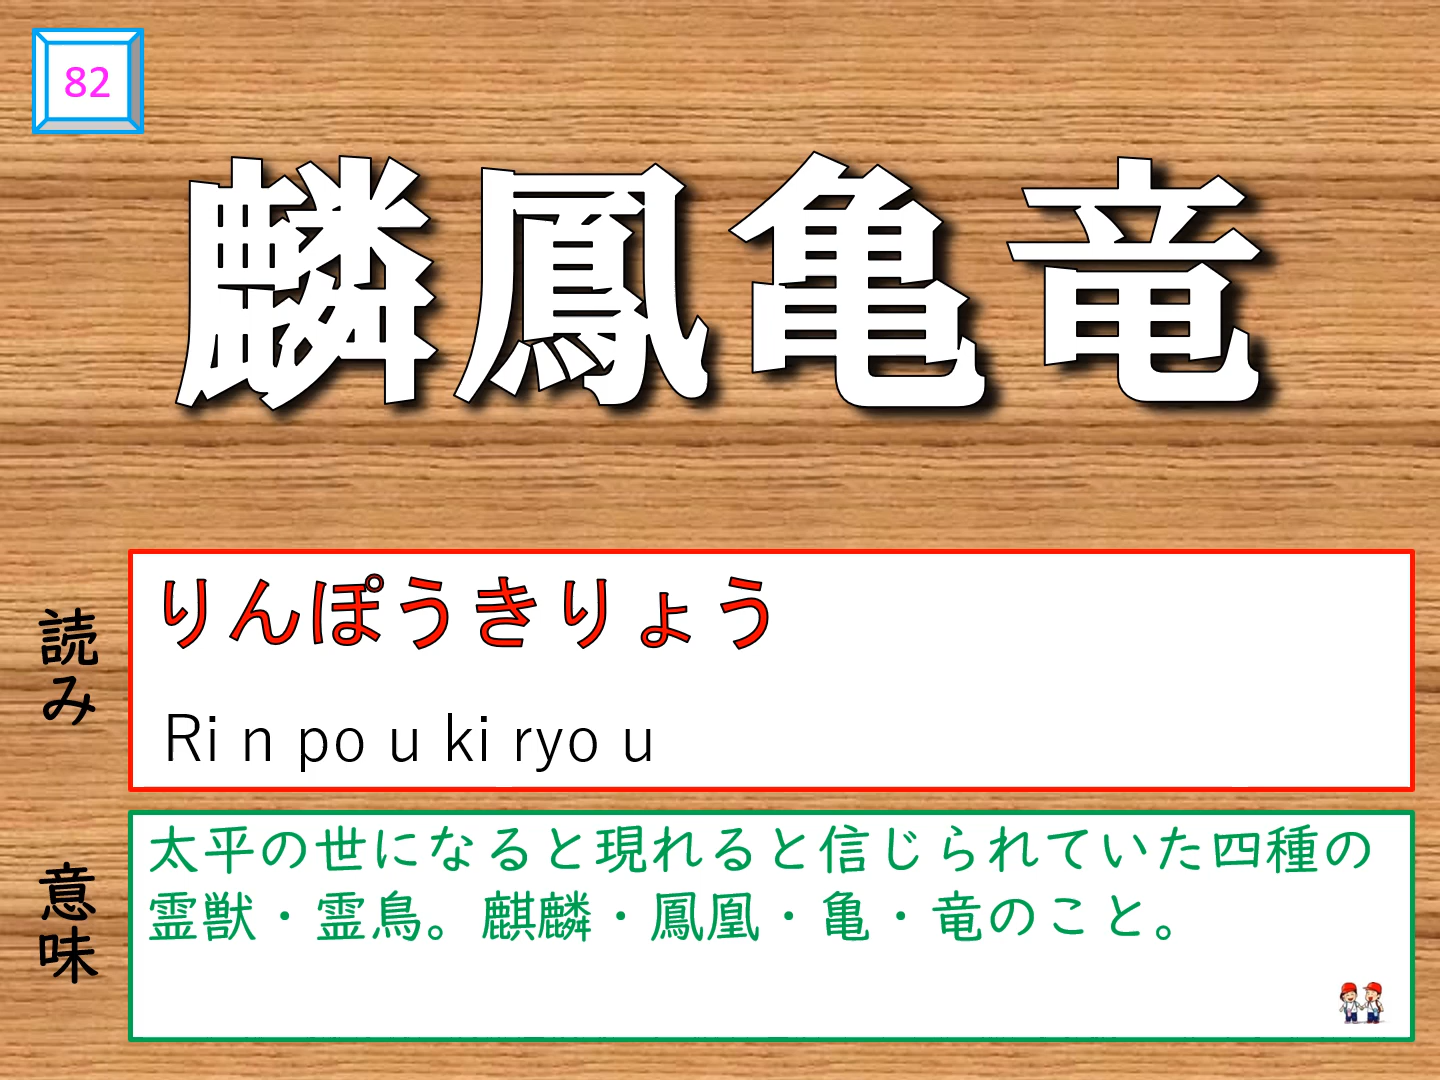 82
麟鳳亀竜
読み
りんぽうきりょう
Ri n po u ki ryo u
意味
太平の世になると現れると信じられていた四種の
霊獣・霊鳥。麒麟・鳳凰・亀・竜のこと。